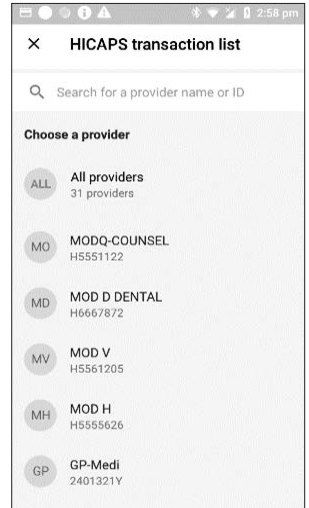 2:58 pm
HICAPS transaction list
Search for a provider name or ID
Choose a provider
ALL
All providers
31 providers
MO
MODQ-COUNSEL
H5551122
MD
MOD D DENTAL
H6667872
MV
MOD V
H5561205
MH
MOD H
H5555626
GP
GP-Medi
2401321Y